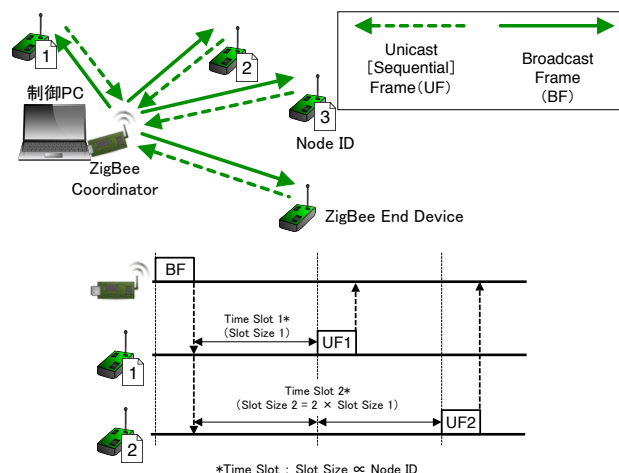 1
2
3
制御PC
ZigBee
Coordinator
Node ID
ZigBee End Device
Unicast
[Sequential]
Frame(UF)
Broadcast
Frame
(BF)
BF
Time Slot 1*
(Slot Size 1)
UF1
1
Time Slot 2*
(Slot Size 2 = 2 × Slot Size 1)
UF2
2
*Time Slot : Slot Size ∝ Node ID